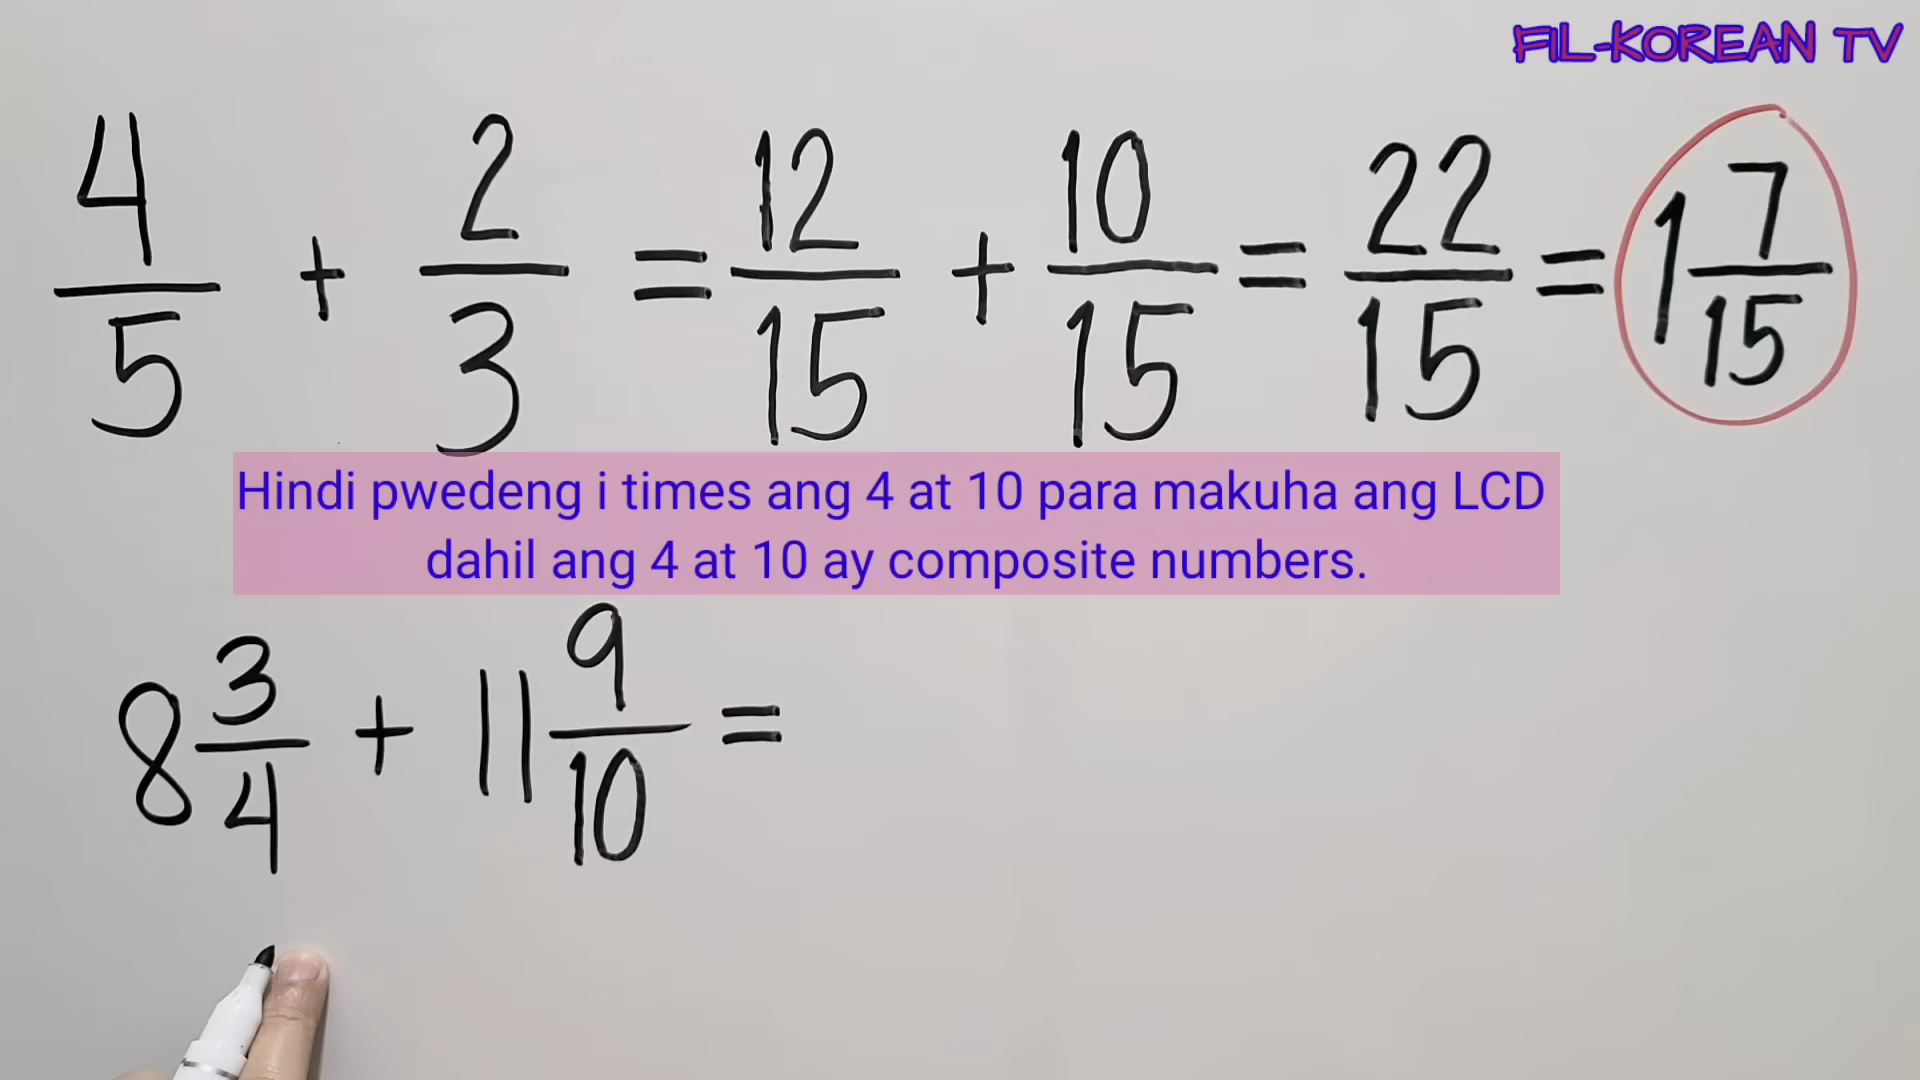 FIL-KOREAN TV
4/5 + 2/3 = 12/15 + 10/15 = 22/15 = 1 7/15
Hindi pwedeng i times ang 4 at 10 para makuha ang LCD
dahil ang 4 at 10 ay composite numbers.
8 3/4 + 11 9/10 =